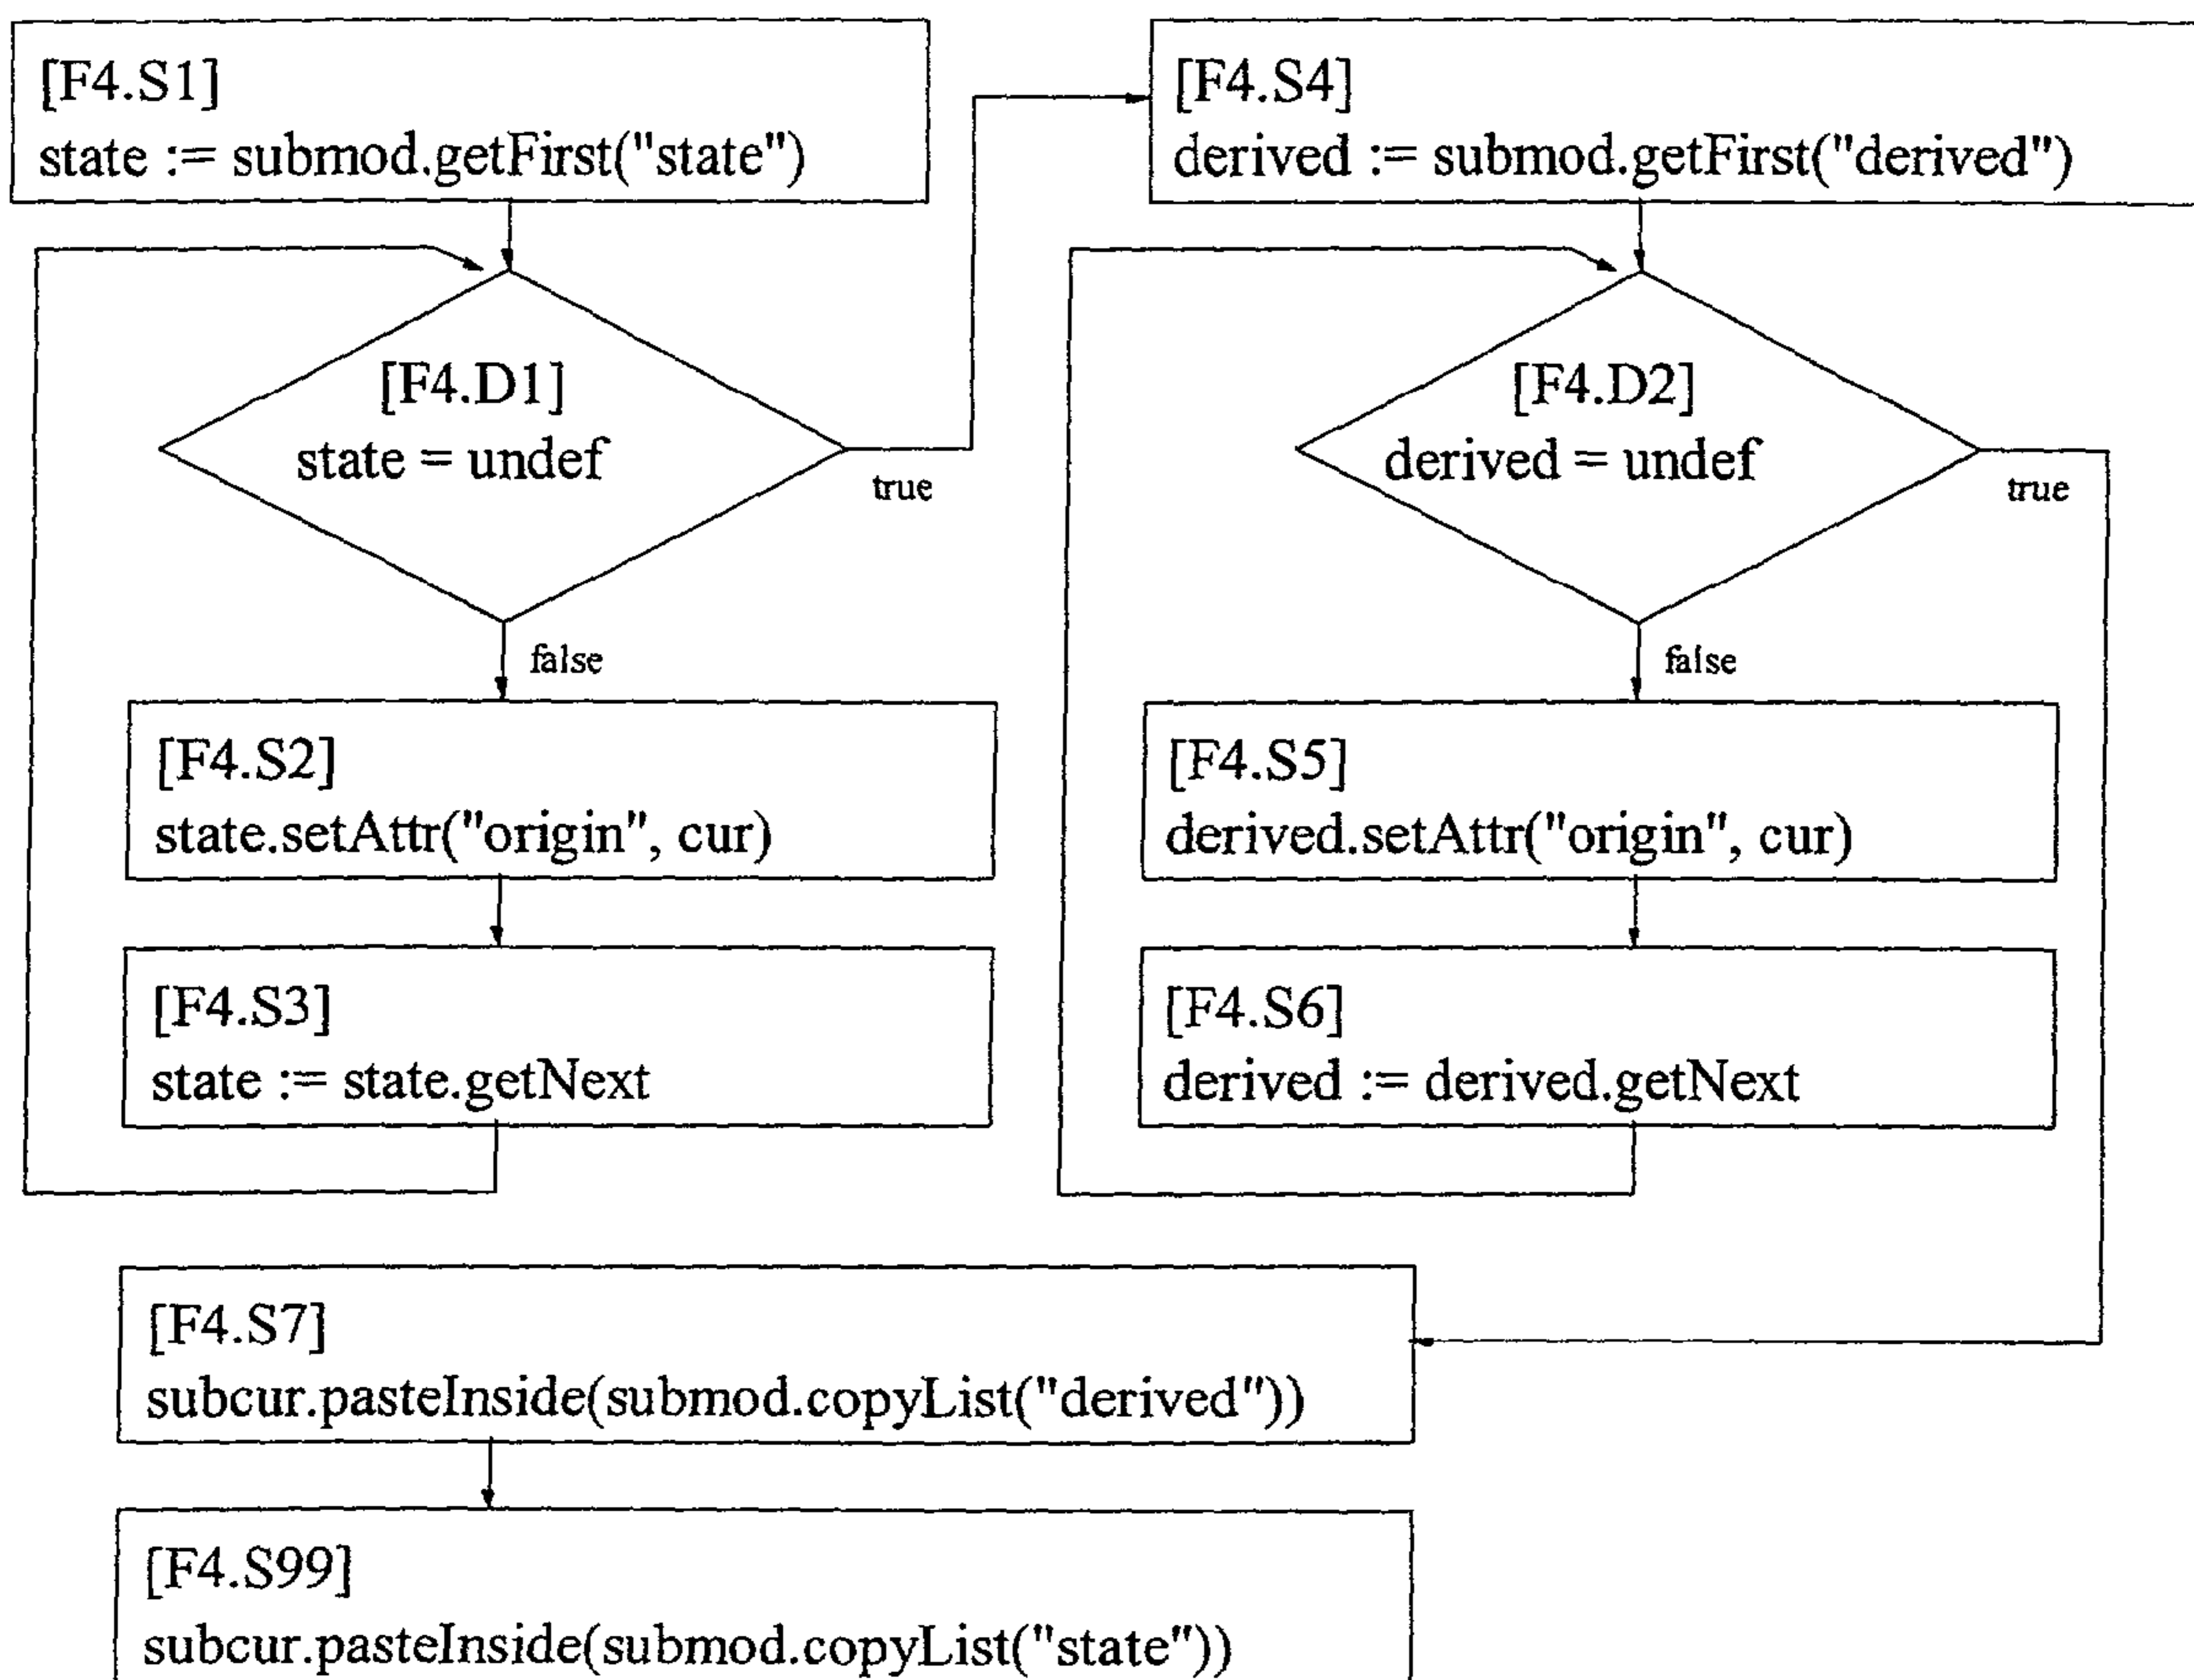 [F4.S1]
state := submod.getFirst("state")
[F4.D1]
state = undef
true
false
[F4.S2]
state.setAttr("origin", cur)
[F4.S3]
state := state.getNext
[F4.S4]
derived := submod.getFirst("derived")
[F4.D2]
derived = undef
true
false
[F4.S5]
derived.setAttr("origin", cur)
[F4.S6]
derived := derived.getNext
[F4.S7]
subcur.pasteInside(submod.copyList("derived"))
[F4.S99]
subcur.pasteInside(submod.copyList("state"))